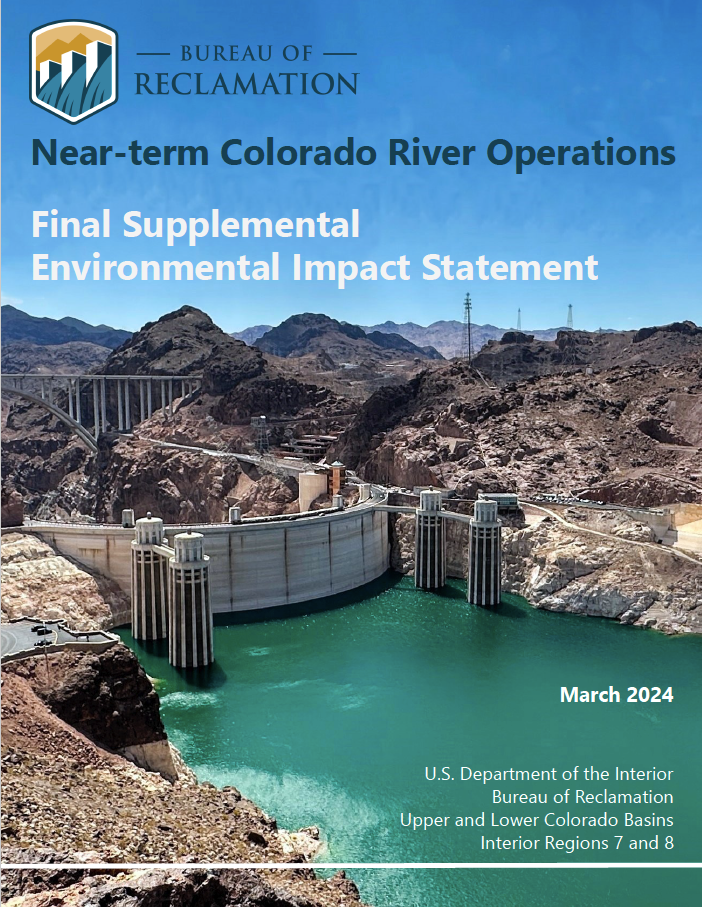 BUREAU OF
RECLAMATION
Near-term Colorado River Operations
Final Supplemental
Environmental Impact Statement
March 2024
U.S. Department of the Interior
Bureau of Reclamation
Upper and Lower Colorado Basins
Interior Regions 7 and 8